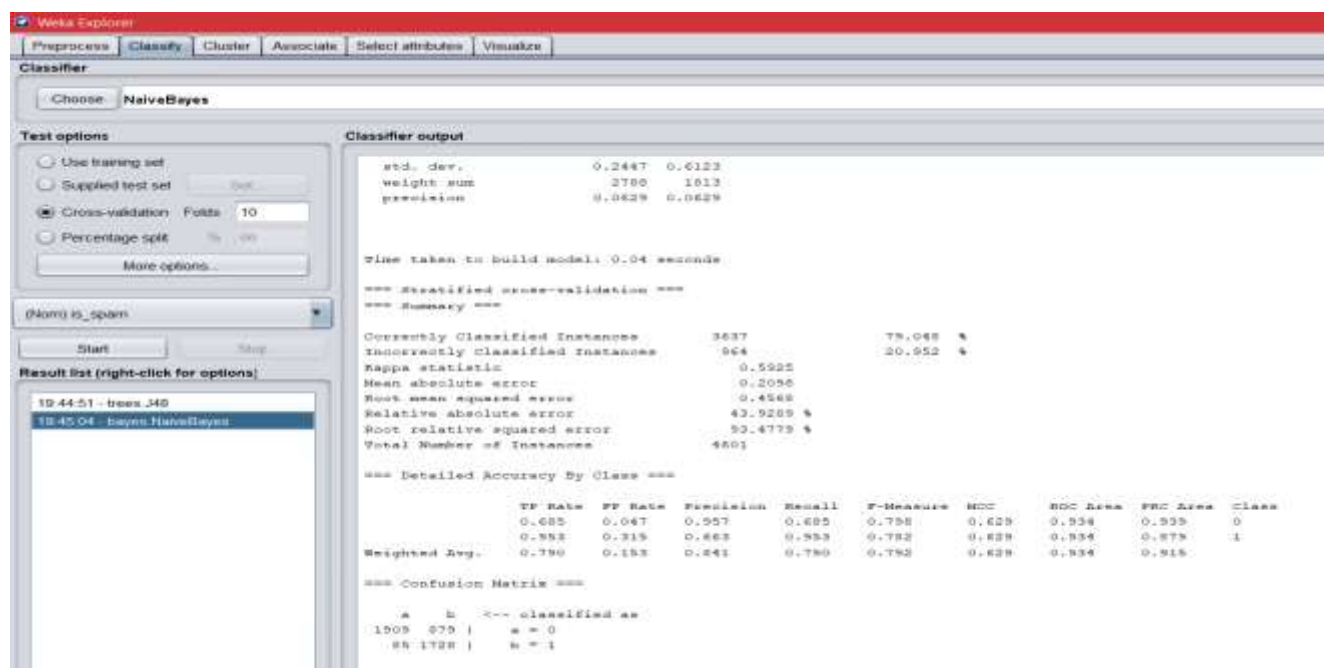 Weka Explorer
Preprocess Classify Cluster Associate Select attributes Visualize
Classifier
Choose NaiveBayes
Test options
Use training set
Supplied test set Set...
Cross-validation Folds 10
Percentage split % 66
More options...
(Nom) is_spam
Start Stop
Result list (right-click for options)
19:44:51 - trees.J48
19:45:04 - bayes.NaiveBayes
Classifier output
std. dev. 0.2447 0.6123
weight sum 2788 1813
precision 0.0629 0.0629
Time taken to build model: 0.04 seconds
=== Stratified cross-validation ===
=== Summary ===
Correctly Classified Instances 3637 79.048 %
Incorrectly Classified Instances 964 20.952 %
Kappa statistic 0.5925
Mean absolute error 0.2098
Root mean squared error 0.4568
Relative absolute error 43.9289 %
Root relative squared error 93.4779 %
Total Number of Instances 4601
=== Detailed Accuracy By Class ===
TP Rate FP Rate Precision Recall F-Measure MCC ROC Area PRC Area Class
0.685 0.047 0.957 0.685 0.798 0.629 0.934 0.939 0
0.953 0.315 0.663 0.953 0.782 0.629 0.934 0.879 1
Weighted Avg. 0.790 0.153 0.841 0.790 0.792 0.629 0.934 0.915
=== Confusion Matrix ===
a b <-- classified as
1909 879 | a = 0
85 1728 | b = 1